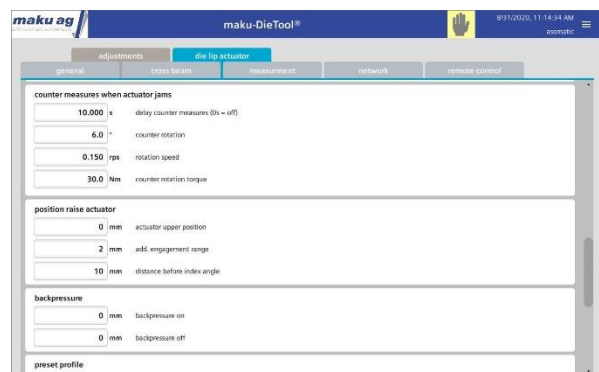 maku ag
maku-DieTool®
8/31/2020, 11:14:34 AM
asomatic
adjustments
die lip actuator
general
cross beam
measurment
network
remote control
counter measures when actuator jams
10.000 s delay counter measures (0s = off)
6.0 ° counter rotation
0.150 rps rotation speed
30.0 Nm counter rotation torque
position raise actuator
0 mm actuator upper position
2 mm add. engagement range
10 mm distance before index angle
backpressure
0 mm backpressure on
0 mm backpressure off
preset profile